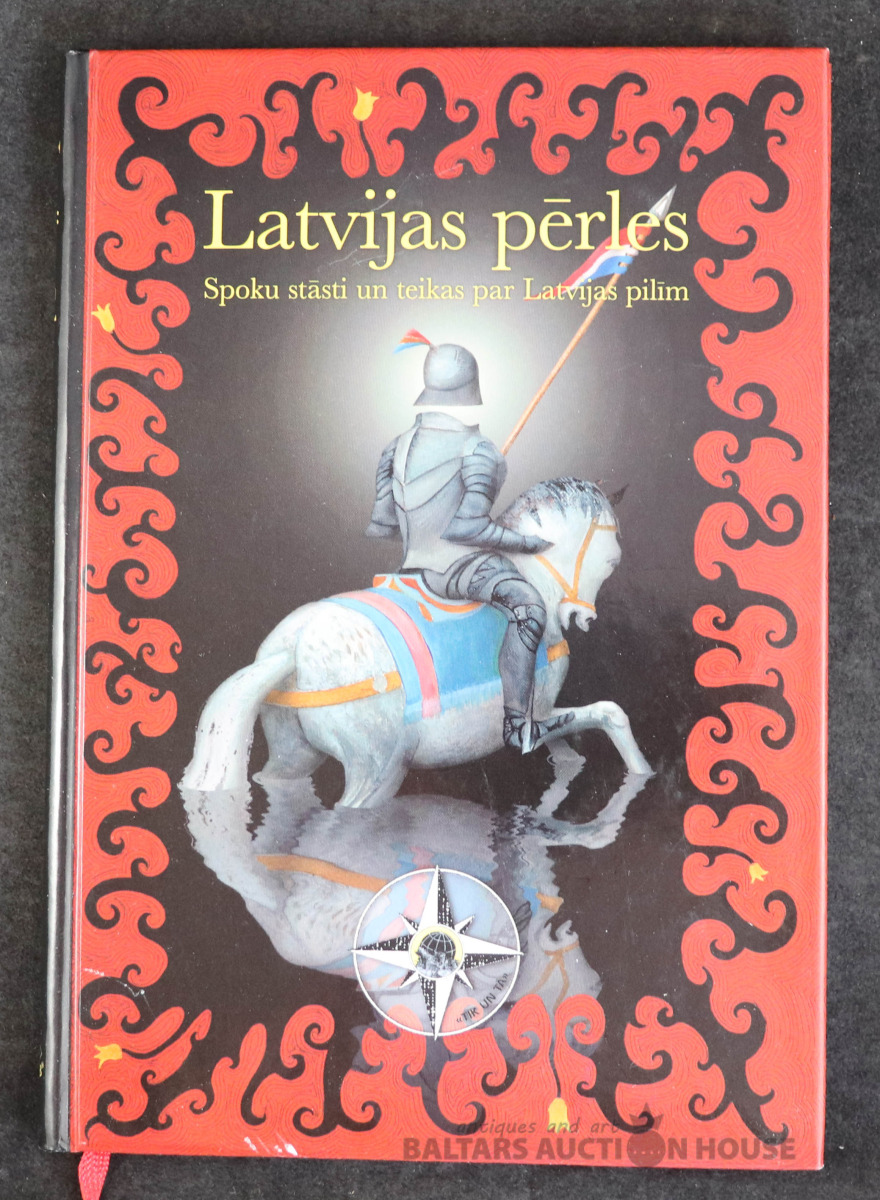 Latvijas pērles
Spoku stāsti un teikas par Latvijas pilīm
«TIK UN TĀ»
antiques and art
BALTARS AUCTION HOUSE